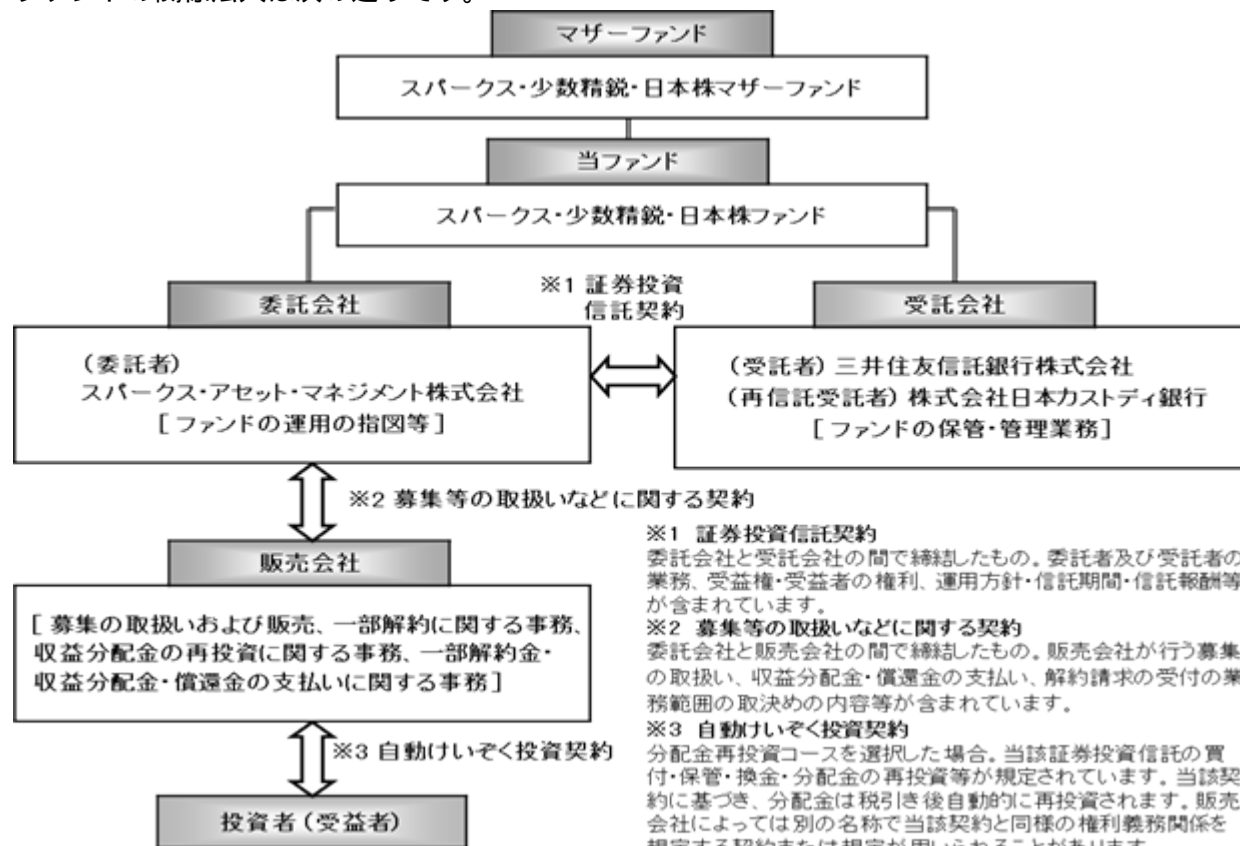 マザーファンド
スパークス・少数精鋭・日本株マザーファンド
当ファンド
スパークス・少数精鋭・日本株ファンド
※1 証券投資
信託契約
委託会社
(委託者)
スパークス・アセット・マネジメント株式会社
[ファンドの運用の指図等]
受託会社
(受託者) 三井住友信託銀行株式会社
(再信託受託者) 株式会社日本カストディ銀行
[ファンドの保管・管理業務]
※2 募集等の取扱いなどに関する契約
販売会社
[募集の取扱いおよび販売、一部解約に関する事務、
収益分配金の再投資に関する事務、一部解約金・
収益分配金・償還金の支払いに関する事務]
※3 自動けいぞく投資契約
投資者(受益者)
※1 証券投資信託契約
委託会社と受託会社の間で締結したもの。委託者及び受託者の
業務、受益権・受益者の権利、運用方針・信託期間・信託報酬等
が含まれています。
※2 募集等の取扱いなどに関する契約
委託会社と販売会社の間で締結したもの。販売会社が行う募集
の取扱い、収益分配金・償還金の支払い、解約請求の受付の業
務範囲の取決めの内容等が含まれています。
※3 自動けいぞく投資契約
分配金再投資コースを選択した場合。当該証券投資信託の買
付・保管・換金・分配金の再投資等が規定されています。当該契
約に基づき、分配金は税引き後自動的に再投資されます。販売
会社によっては別の名称で当該契約と同様の権利義務関係を
規定する契約または規定が用いられることがあります。